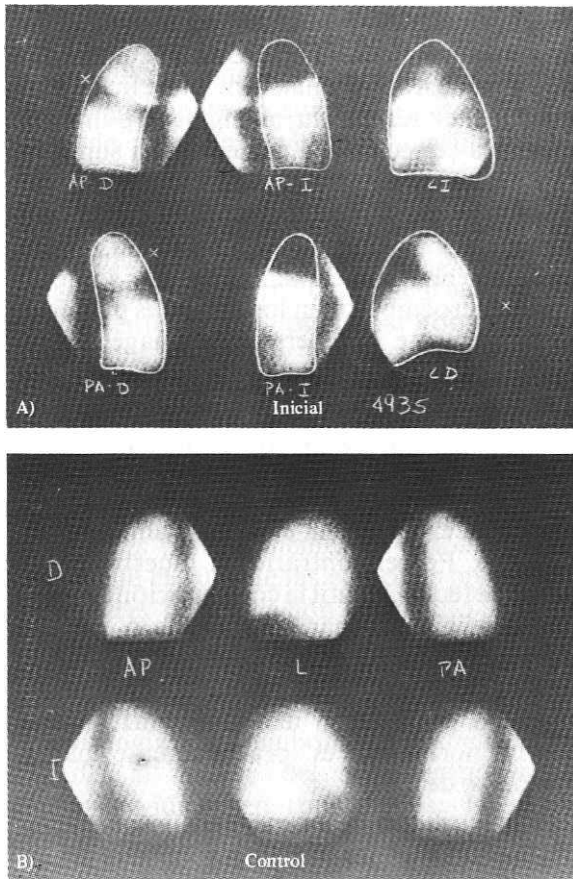 ×
AP-D
AP-I
LI
×
×
PA-D
PA-I
LD
A)
Inicial
4935
D
AP
L
PA
I
B)
Control